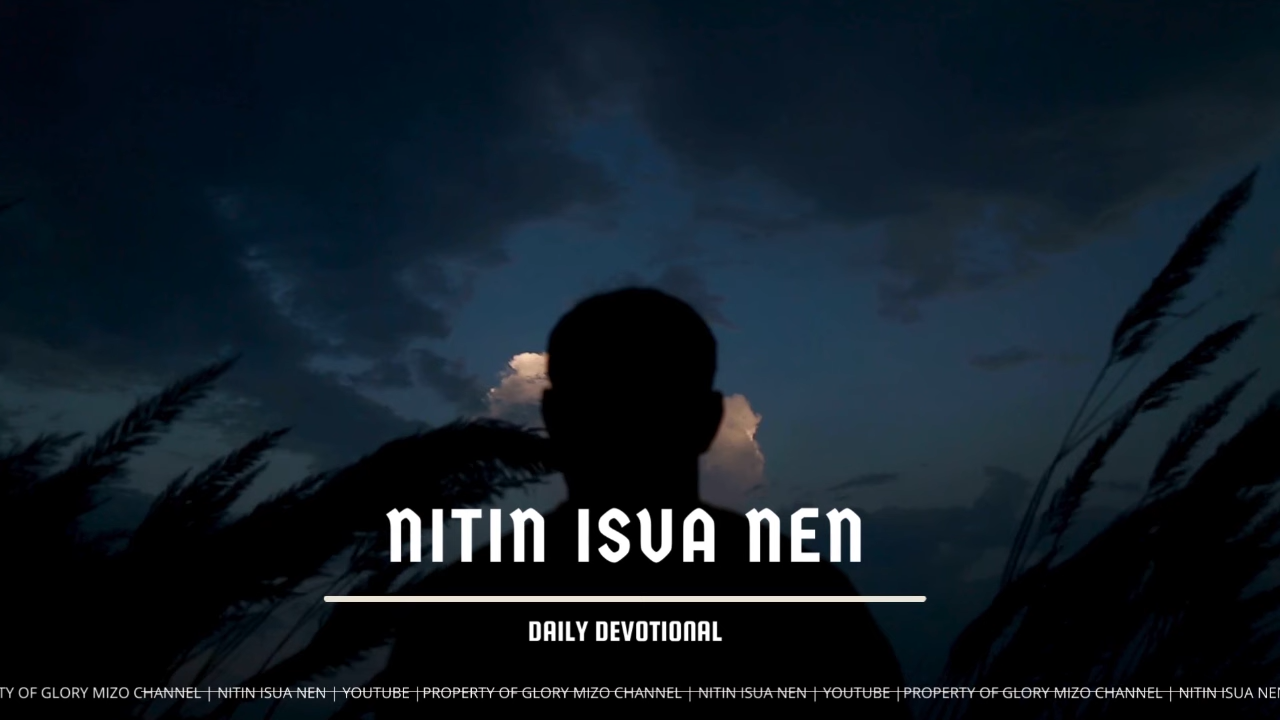 NITIN ISUA NEN
DAILY DEVOTIONAL
TY OF GLORY MIZO CHANNEL | NITIN ISUA NEN | YOUTUBE |PROPERTY OF GLORY MIZO CHANNEL | NITIN ISUA NEN | YOUTUBE |PROPERTY OF GLORY MIZO CHANNEL | NITIN ISUA NEN